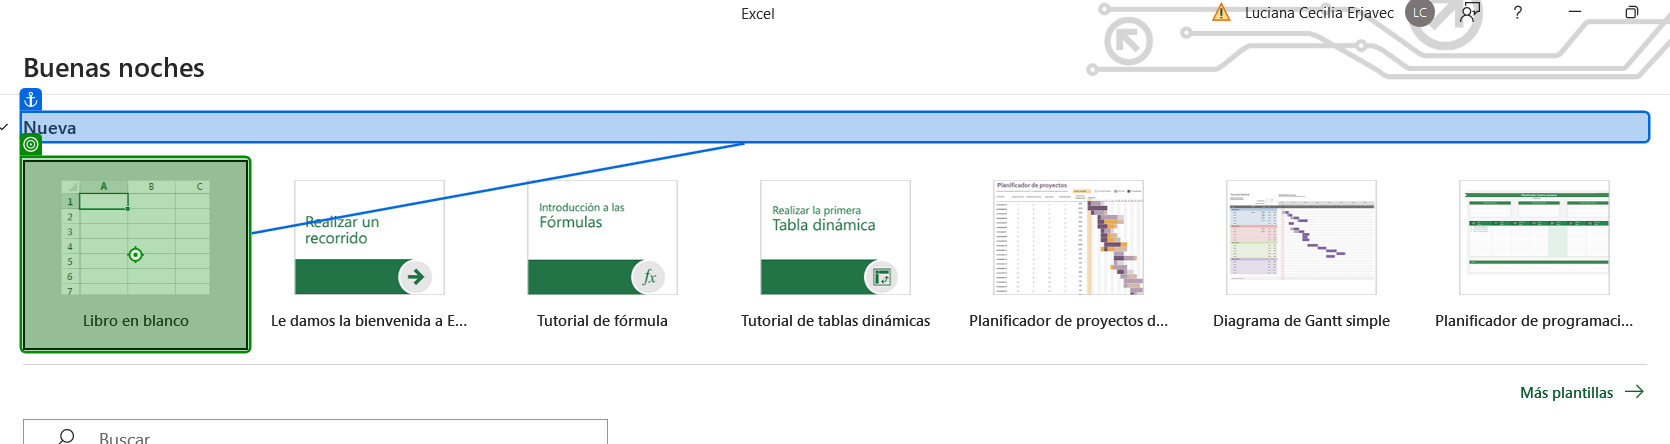 Excel
Luciana Cecilia Erjavec
LC
?
Buenas noches
Nueva
A B C
1
2
3
4
5
6
7
Libro en blanco
Realizar un
recorrido
Le damos la bienvenida a E...
Introducción a las
Fórmulas
fx
Tutorial de fórmula
Realizar la primera
Tabla dinámica
Tutorial de tablas dinámicas
Planificador de proyectos
Planificador de proyectos d...
Diagrama de Gantt simple
Planificador de programaci...
Más plantillas
Buscar